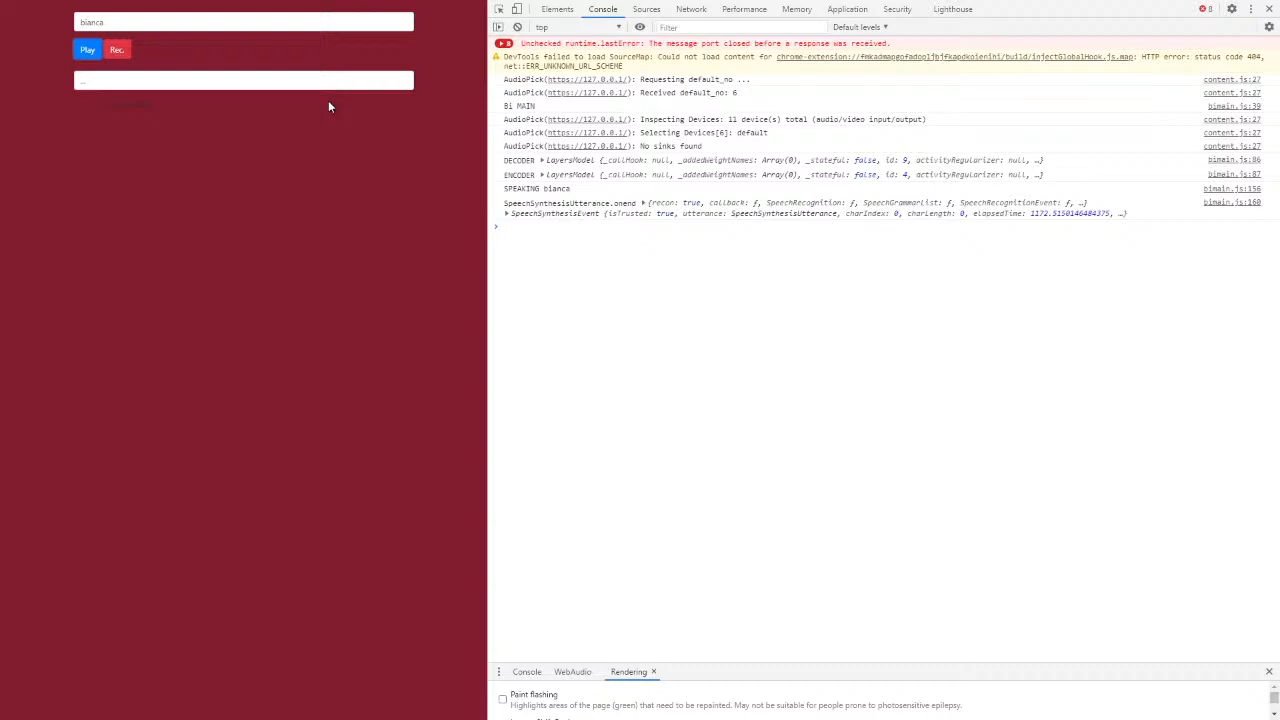 bianca
Play Rec.
...
Elements Console Sources Network Performance Memory Application Security Lighthouse 8
top Filter Default levels
8 Unchecked runtime.lastError: The message port closed before a response was received.
DevTools failed to load SourceMap: Could not load content for chrome-extension://fmkadmapgofadopljbjfkapdkoienihi/build/injectGlobalHook.js.map: HTTP error: status code 404,
net::ERR_UNKNOWN_URL_SCHEME
AudioPick(https://127.0.0.1/): Requesting default_no ... content.js:27
AudioPick(https://127.0.0.1/): Received default_no: 6 content.js:27
Bi MAIN bimain.js:39
AudioPick(https://127.0.0.1/): Inspecting Devices: 11 device(s) total (audio/video input/output) content.js:27
AudioPick(https://127.0.0.1/): Selecting Devices[6]: default content.js:27
AudioPick(https://127.0.0.1/): No sinks found content.js:27
DECODER LayersModel {_callHook: null, _addedWeightNames: Array(0), _stateful: false, id: 9, activityRegularizer: null, …} bimain.js:86
ENCODER LayersModel {_callHook: null, _addedWeightNames: Array(0), _stateful: false, id: 4, activityRegularizer: null, …} bimain.js:87
SPEAKING bianca bimain.js:156
SpeechSynthesisUtterance.onend {recon: true, callback: ƒ, SpeechRecognition: ƒ, SpeechGrammarList: ƒ, SpeechRecognitionEvent: ƒ, …} bimain.js:160
SpeechSynthesisEvent {isTrusted: true, utterance: SpeechSynthesisUtterance, charIndex: 0, charLength: 0, elapsedTime: 1172.5150146484375, …}
Console WebAudio Rendering
Paint flashing
Highlights areas of the page (green) that need to be repainted. May not be suitable for people prone to photosensitive epilepsy.